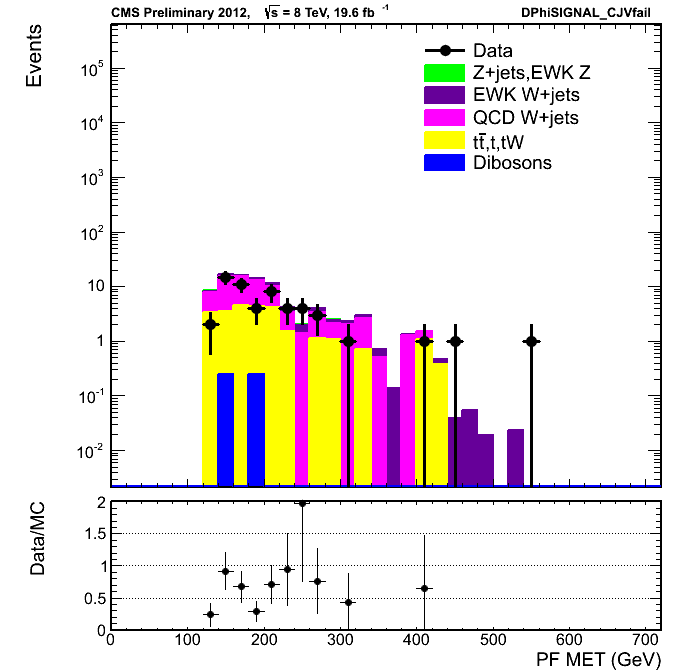 CMS Preliminary 2012, √s = 8 TeV, 19.6 fb⁻¹ DPhiSIGNAL_CJVfail
Events
Data
Z+jets,EWK Z
EWK W+jets
QCD W+jets
tt̄,t,tW
Dibosons
10⁵
10⁴
10³
10²
10
1
10⁻¹
10⁻²
Data/MC
2
1.5
1
0.5
0
0 100 200 300 400 500 600 700
PF MET (GeV)